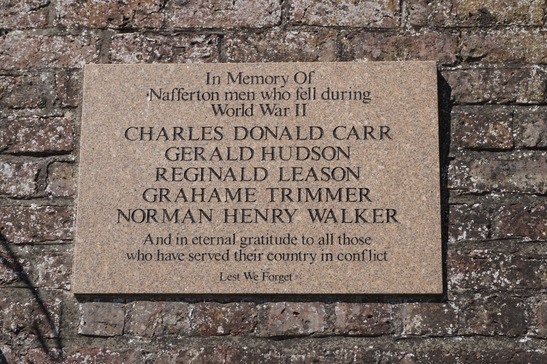 In Memory Of
Nafferton men who fell during
World War II
CHARLES DONALD CARR
GERALD HUDSON
REGINALD LEASON
GRAHAME TRIMMER
NORMAN HENRY WALKER
And in eternal gratitude to all those
who have served their country in conflict
Lest We Forget